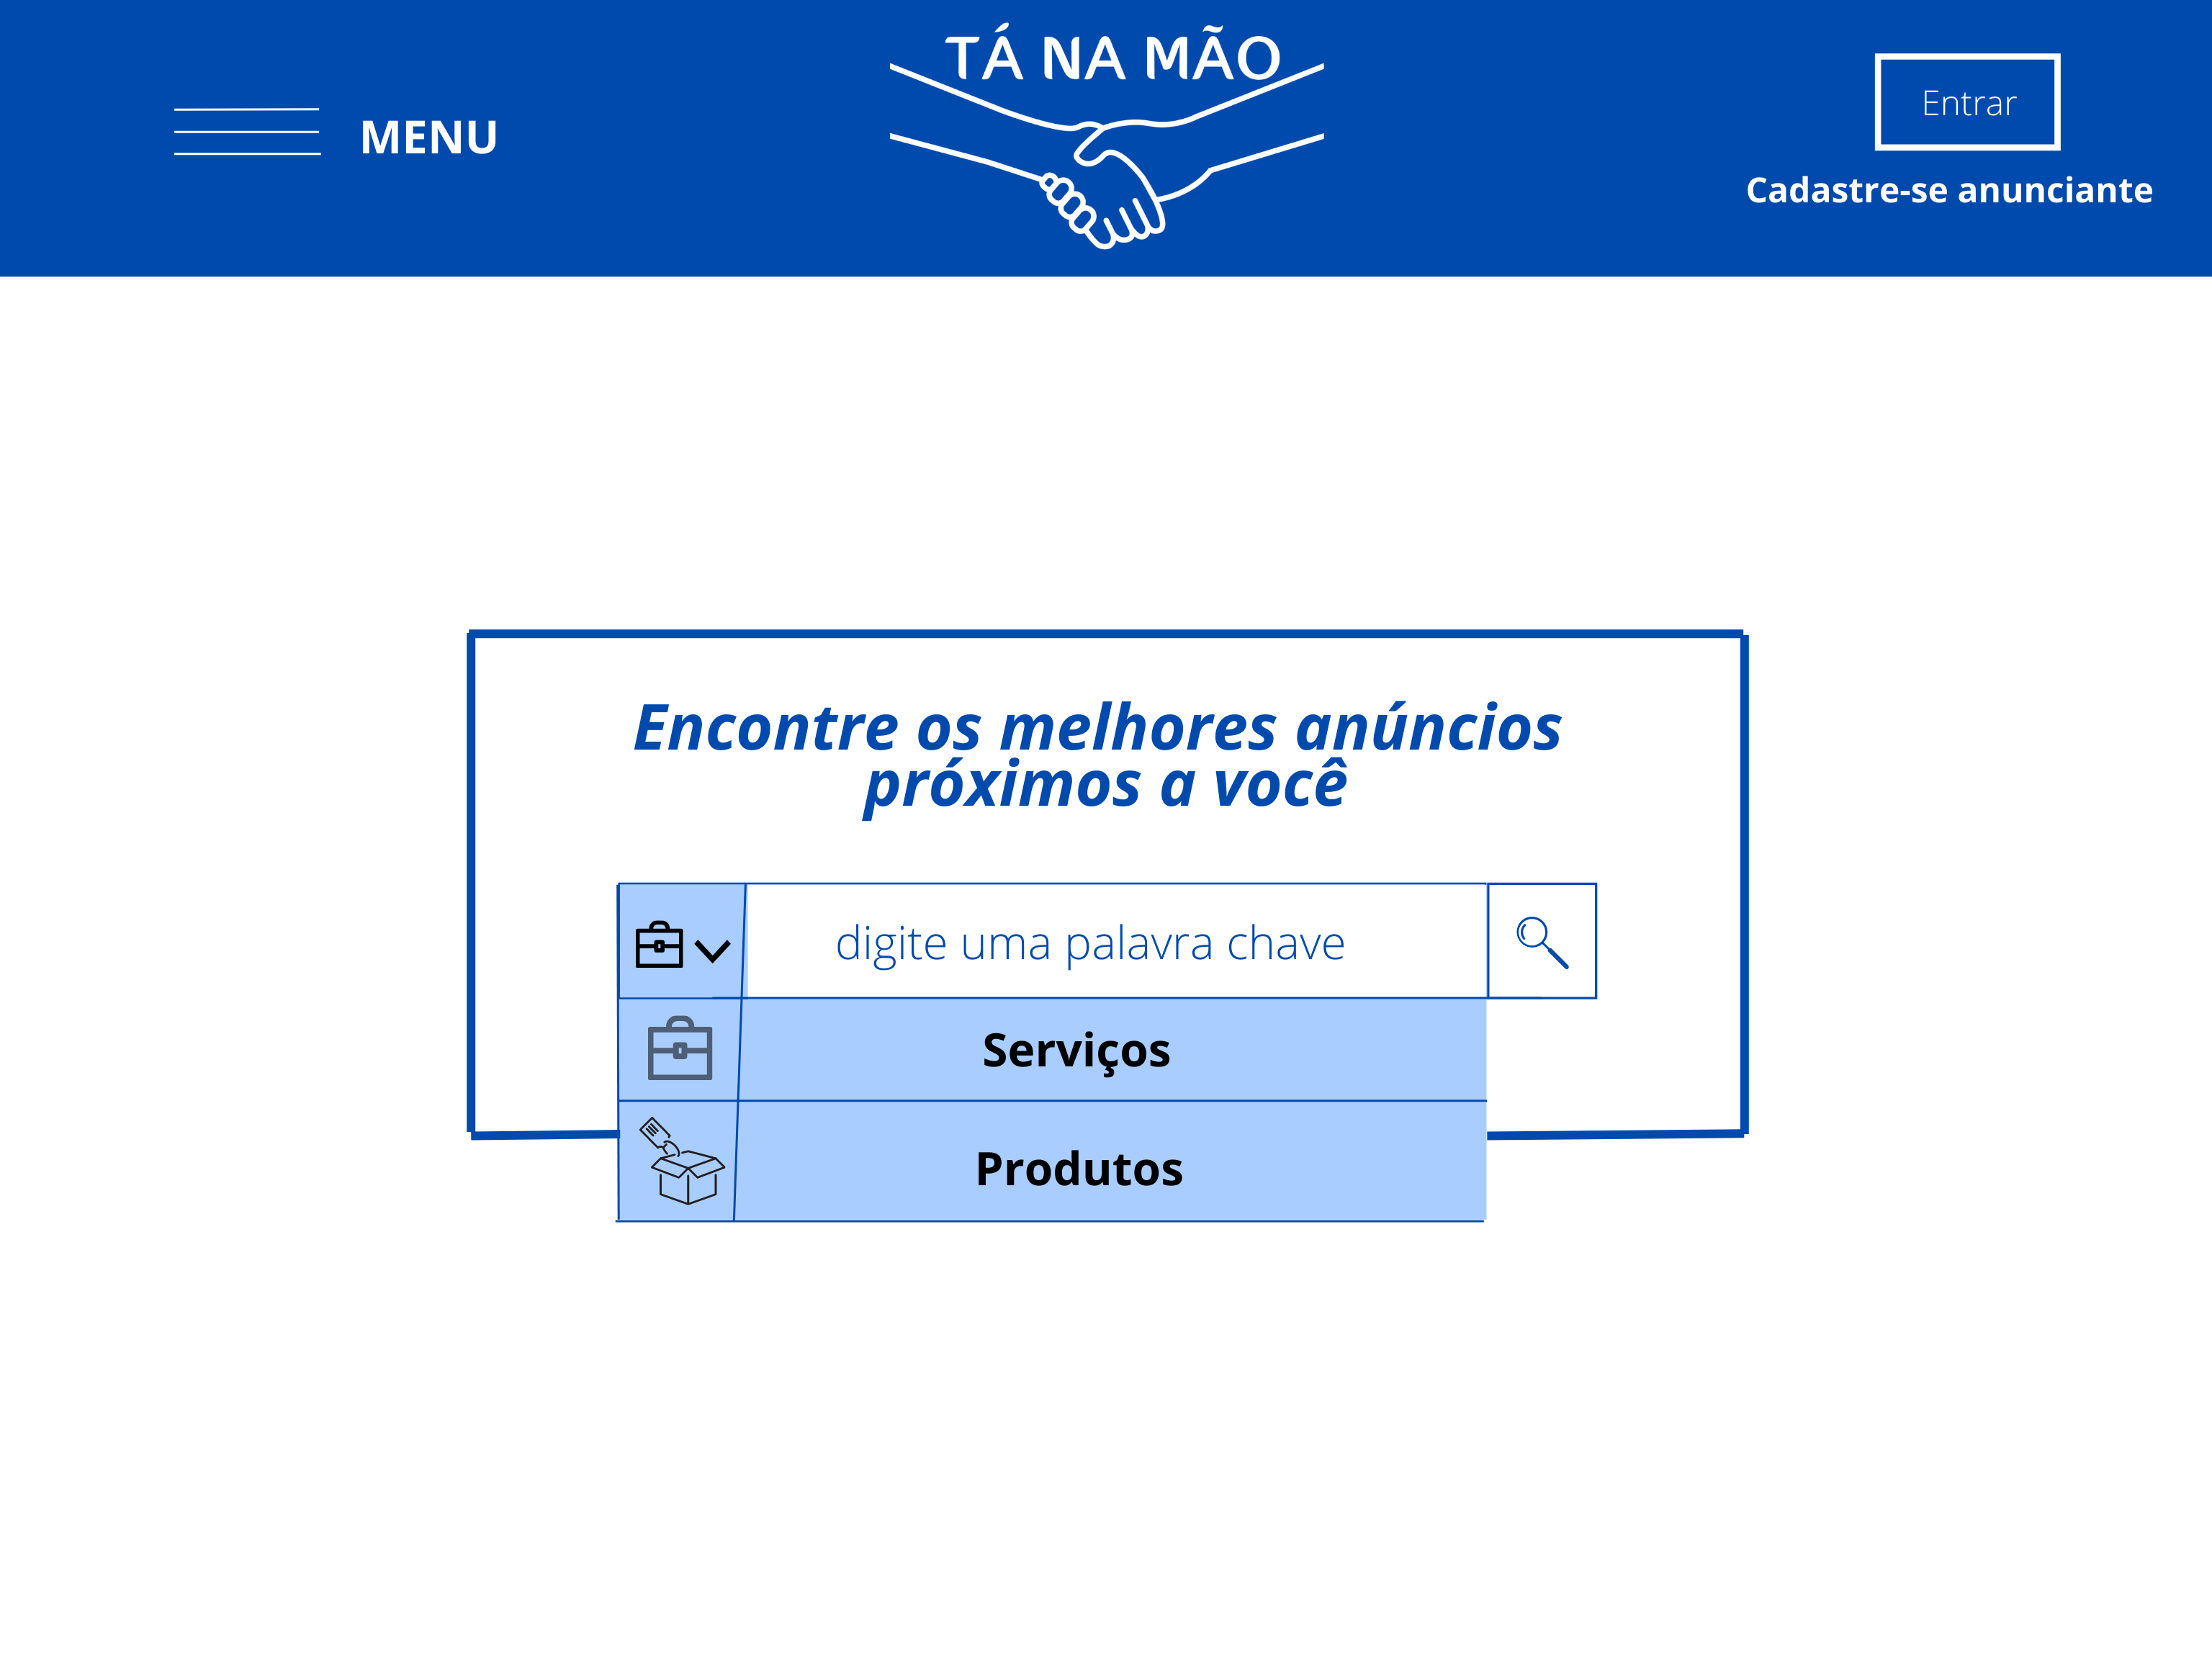 TÁ NA MÃO
MENU
Entrar
Cadastre-se anunciante
Encontre os melhores anúncios
próximos a você
digite uma palavra chave
Serviços
Produtos